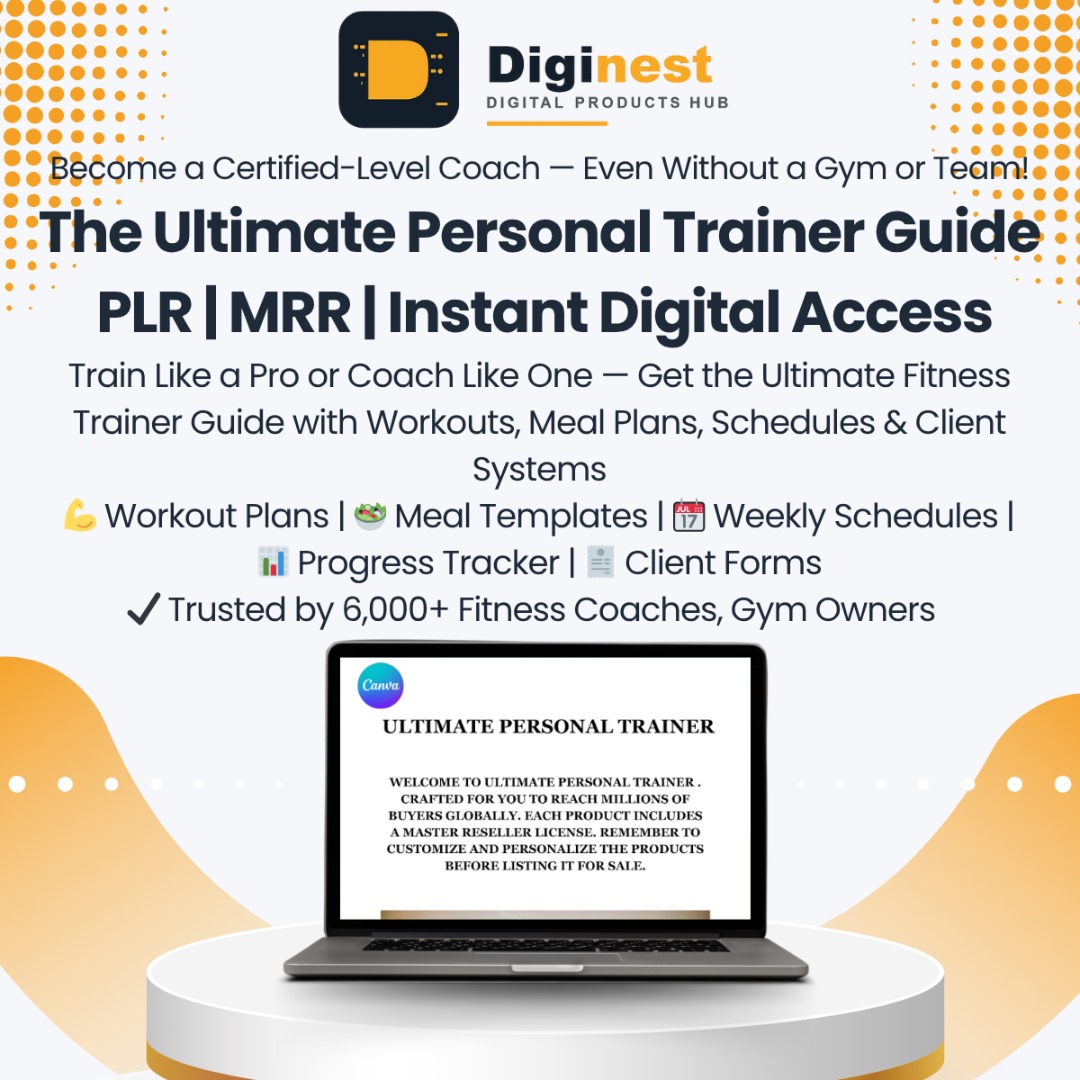 Diginest
DIGITAL PRODUCTS HUB
Become a Certified-Level Coach — Even Without a Gym or Team!
The Ultimate Personal Trainer Guide
PLR | MRR | Instant Digital Access
Train Like a Pro or Coach Like One — Get the Ultimate Fitness
Trainer Guide with Workouts, Meal Plans, Schedules & Client
Systems
💪 Workout Plans | 🥗 Meal Templates | 📅 Weekly Schedules |
📊 Progress Tracker | 🧾 Client Forms
✔ Trusted by 6,000+ Fitness Coaches, Gym Owners
Canva
ULTIMATE PERSONAL TRAINER
WELCOME TO ULTIMATE PERSONAL TRAINER .
CRAFTED FOR YOU TO REACH MILLIONS OF
BUYERS GLOBALLY. EACH PRODUCT INCLUDES
A MASTER RESELLER LICENSE. REMEMBER TO
CUSTOMIZE AND PERSONALIZE THE PRODUCTS
BEFORE LISTING IT FOR SALE.